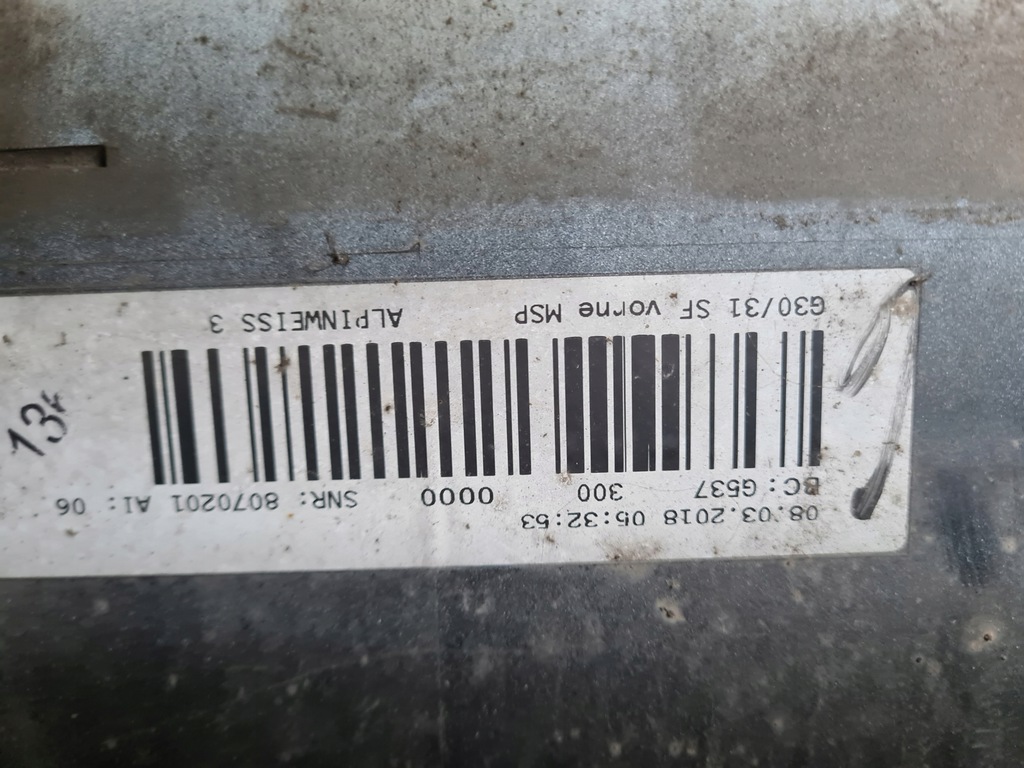 08.03.2018 05:32:53
BC: G537 300 0000 SNR: 8070201 AI: 06
G30/31 SF vorne MSP ALPINWEISS 3